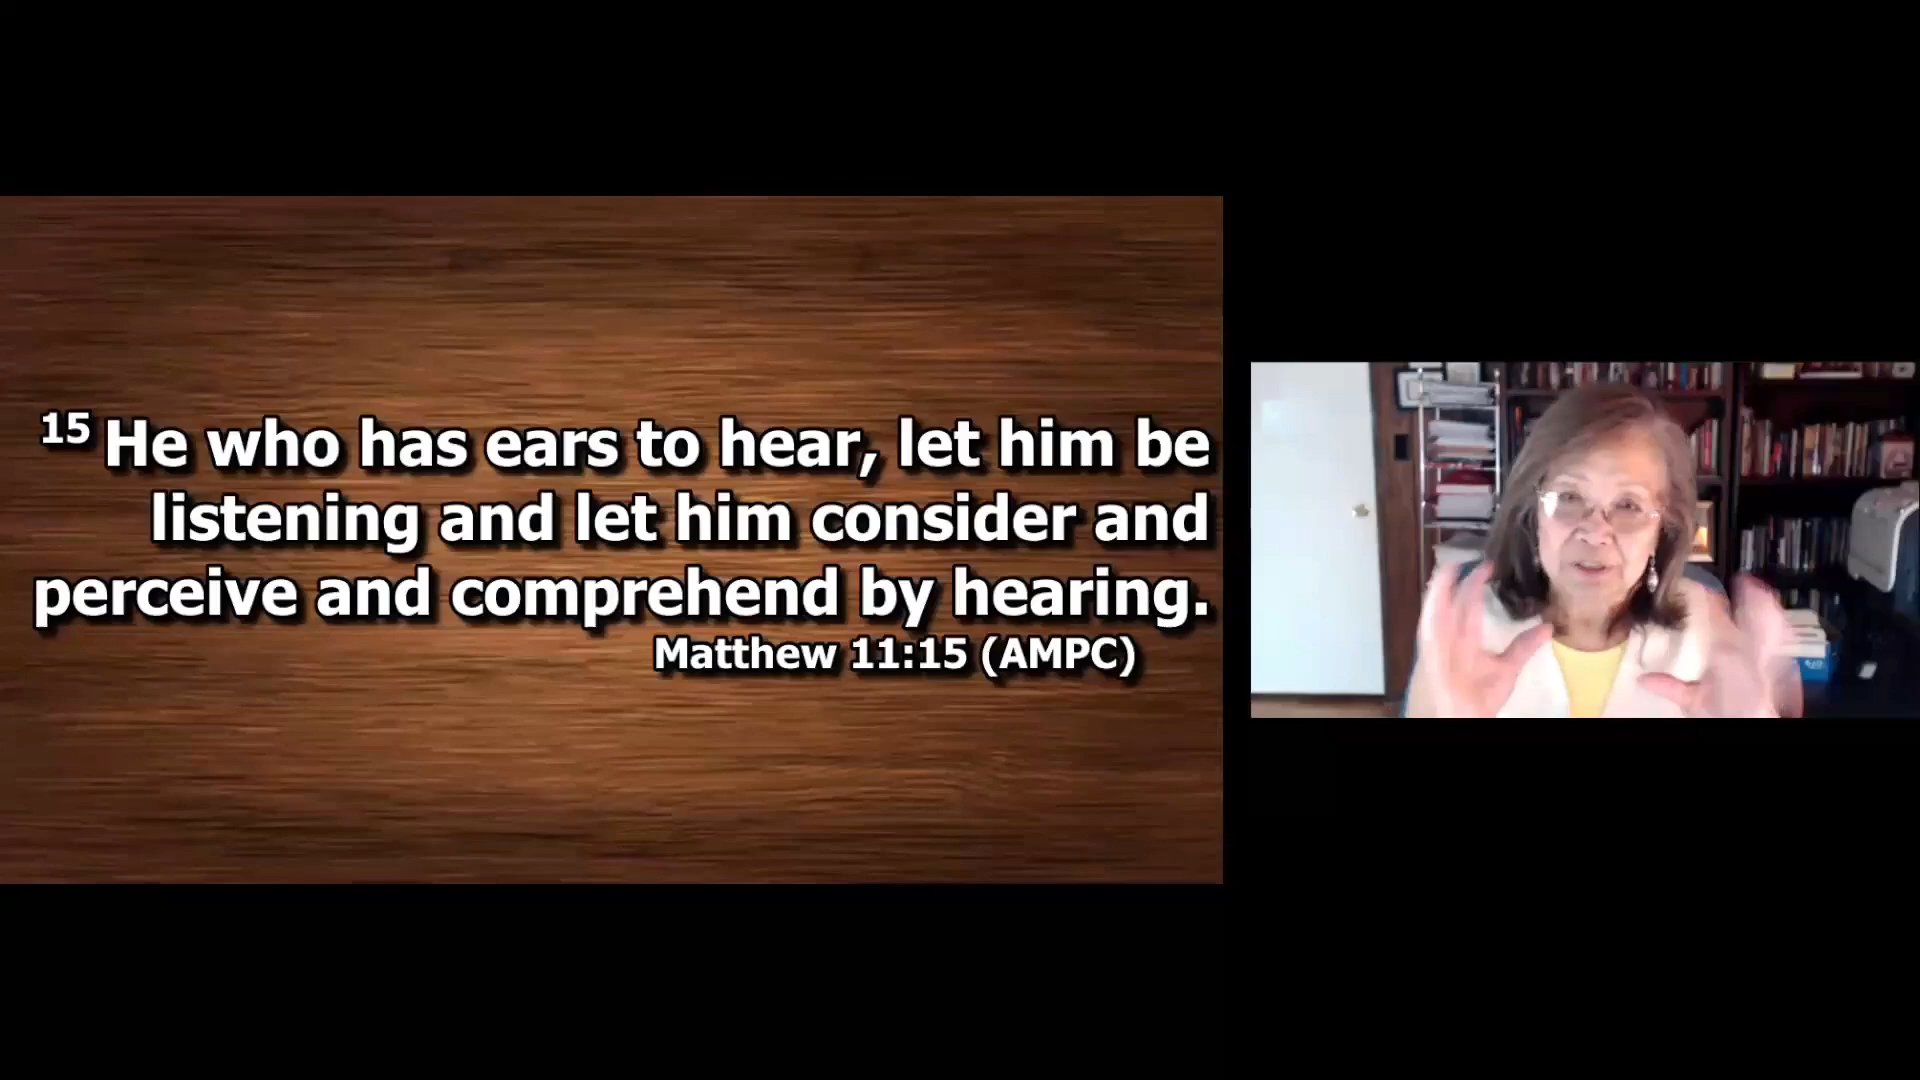 15 He who has ears to hear, let him be
listening and let him consider and
perceive and comprehend by hearing.
Matthew 11:15 (AMPC)